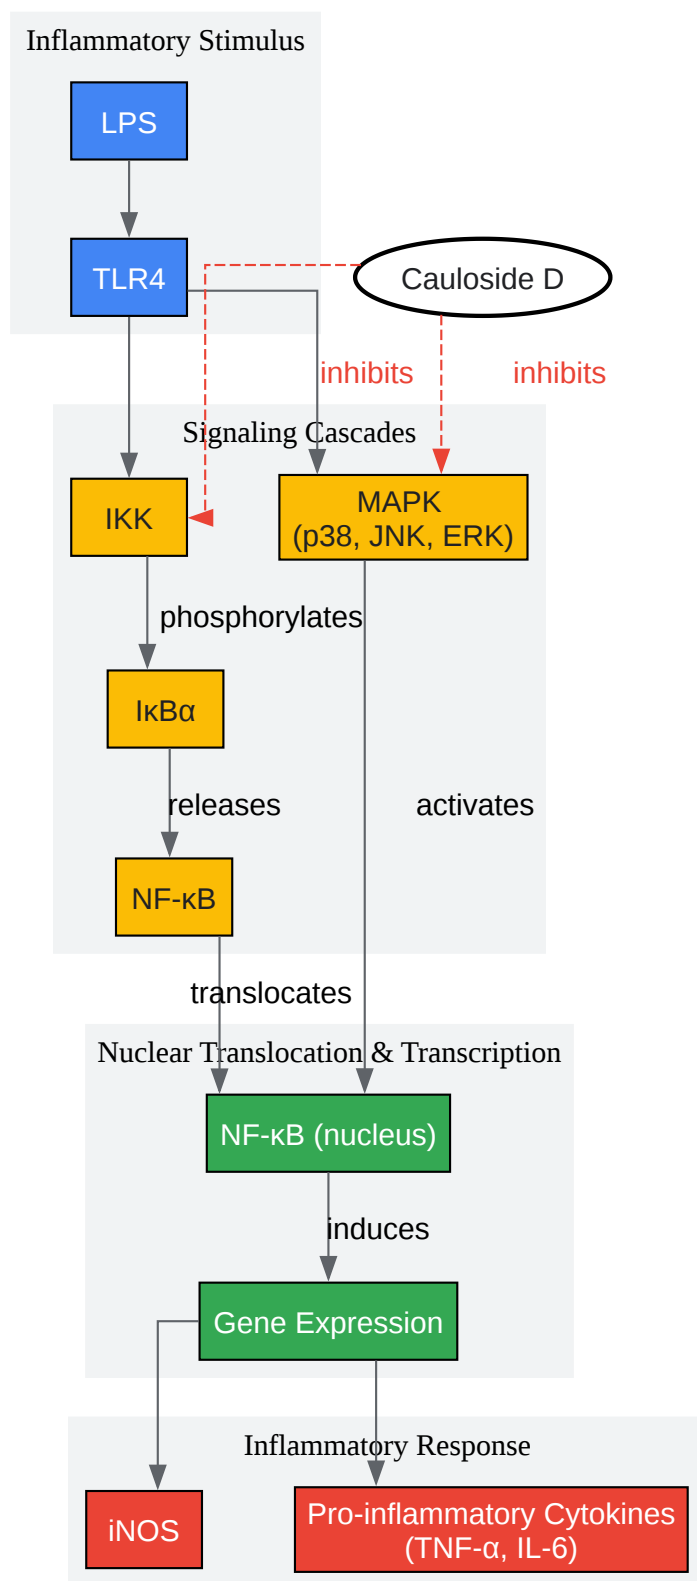 Inflammatory Stimulus
LPS
TLR4
Cauloside D
inhibits
inhibits
Signaling Cascades
IKK
MAPK
(p38, JNK, ERK)
phosphorylates
IκBα
releases
activates
NF-κB
translocates
Nuclear Translocation & Transcription
NF-κB (nucleus)
induces
Gene Expression
Inflammatory Response
iNOS
Pro-inflammatory Cytokines
(TNF-α, IL-6)